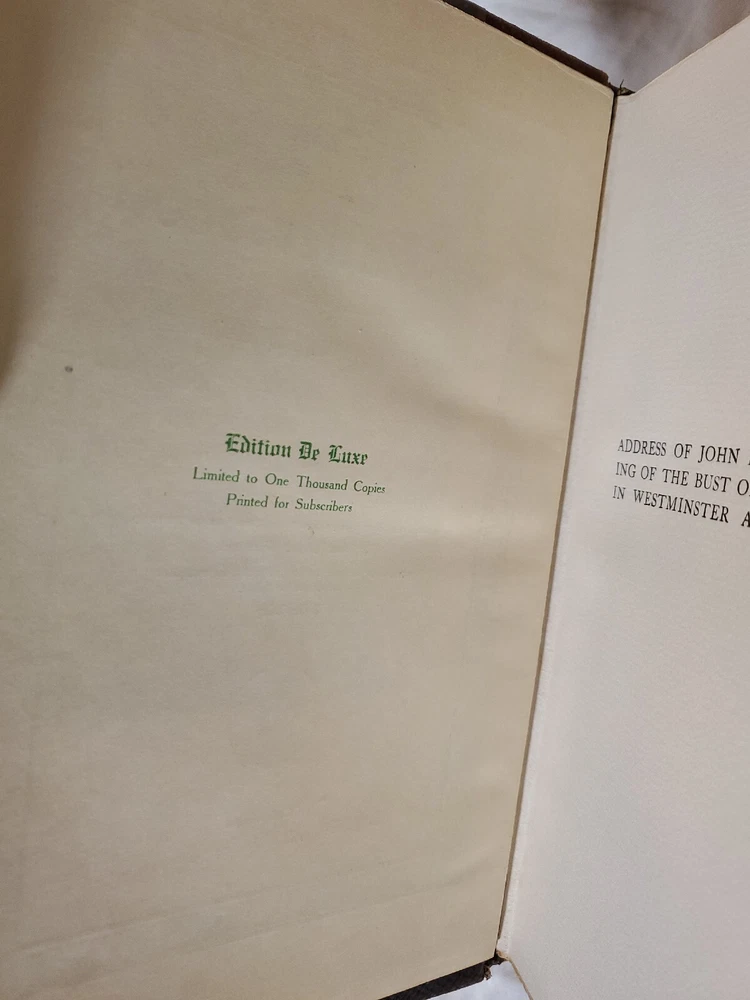 Edition De Luxe
Limited to One Thousand Copies
Printed for Subscribers
ADDRESS OF JOHN
ING OF THE BUST O
IN WESTMINSTER A